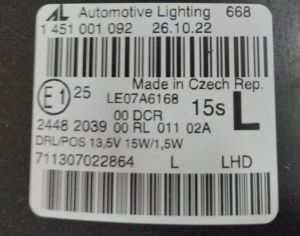 AL Automotive Lighting 668
1 451 001 092 26.10.22
Made in Czech Rep.
E1 25 LE07A6168 15s L
00 DCR
2448 2039 00 RL 011 02A
DRL/POS 13,5V 15W/1,5W
711307022864 L LHD